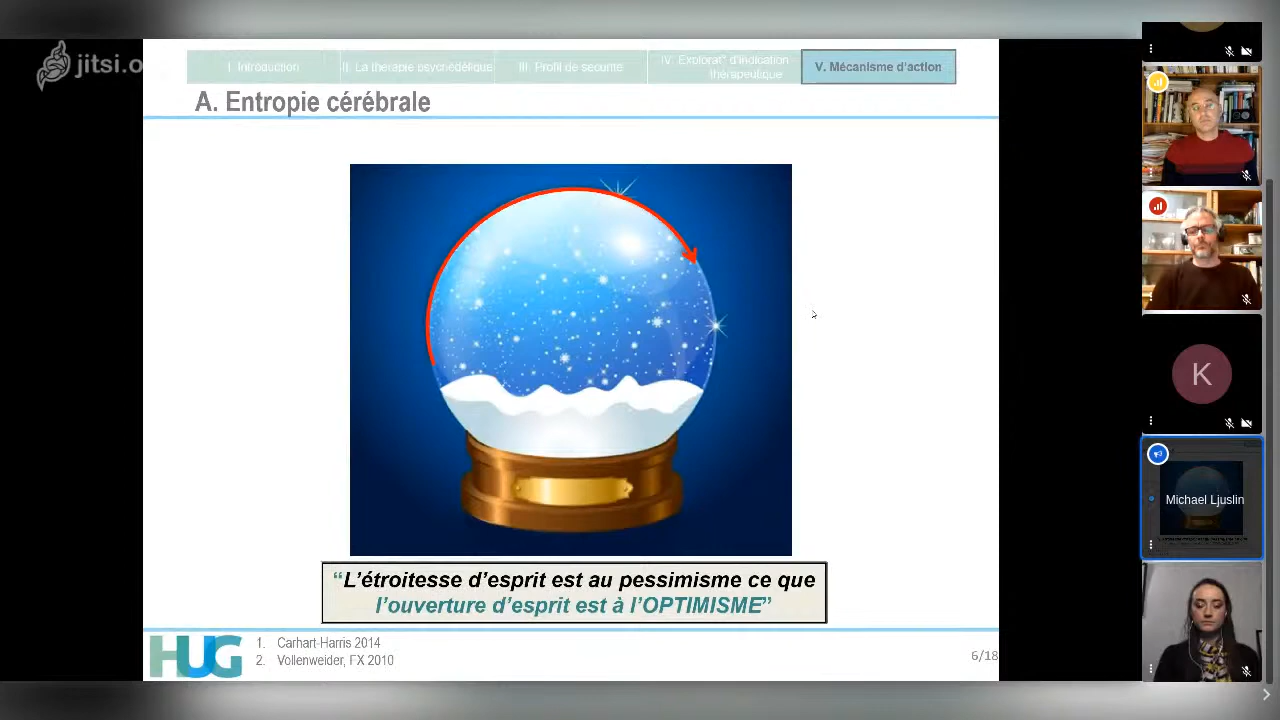 jitsi.o
I. Introduction
II. La thérapie psychédélique
III. Profil de sécurité
IV. Explorat° d'indication
thérapeutique
V. Mécanisme d'action
A. Entropie cérébrale
“L’étroitesse d’esprit est au pessimisme ce que
l’ouverture d’esprit est à l’OPTIMISME”
HUG
1. Carhart-Harris 2014
2. Vollenweider, FX 2010
6/18
K
Michael Ljuslin